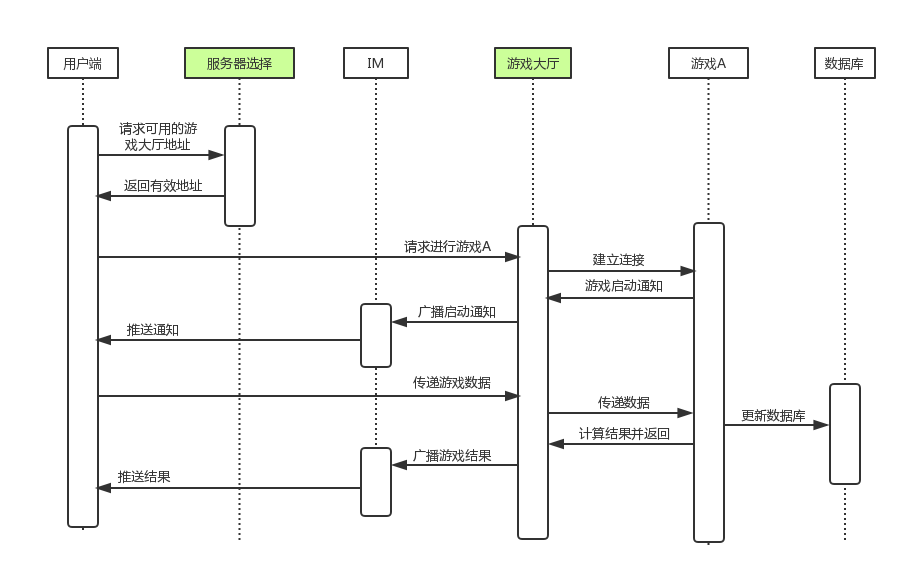 用户端
服务器选择
IM
游戏大厅
游戏A
数据库
请求可用的游
戏大厅地址
返回有效地址
请求进行游戏A
建立连接
游戏启动通知
广播启动通知
推送通知
传递游戏数据
传递数据
更新数据库
计算结果并返回
广播游戏结果
推送结果